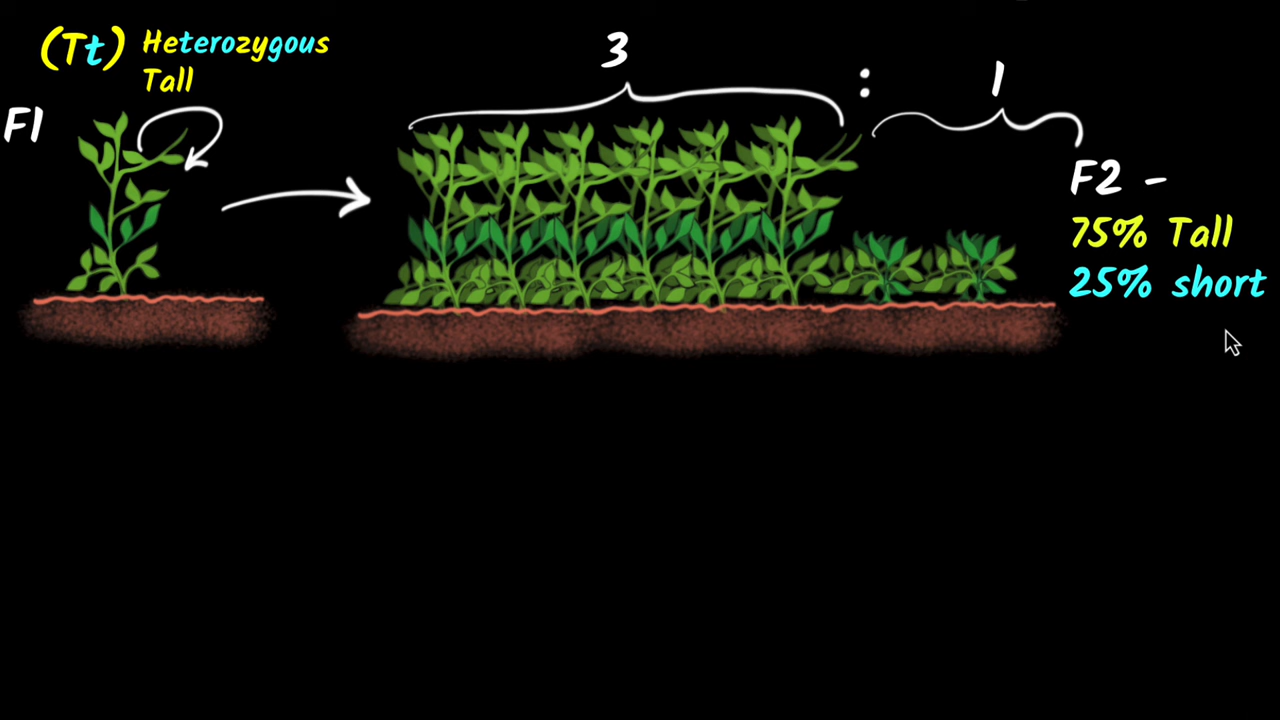 (Tt) Heterozygous
Tall
F1
3 : 1
F2 -
75% Tall
25% short